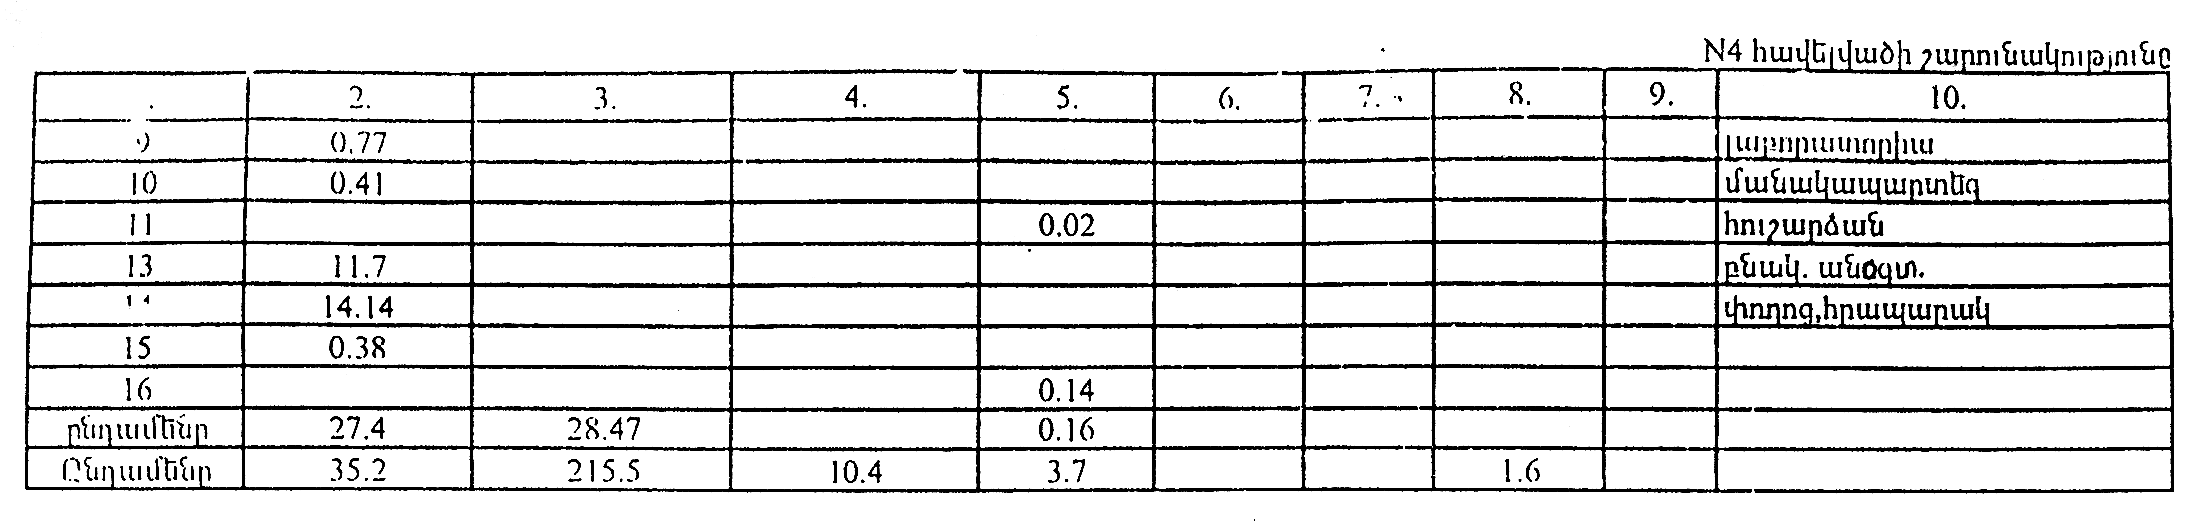 N4 հավելվածի շարունակությունը
. 2. 3. 4. 5. 6. 7. 8. 9. 10.
9 0.77 լաբորատորիա
10 0.41 մանակապարտեզ
11 0.02 հուշարձան
13 11.7 բնակ. անօգտ.
14.14 փողոց,հրապարակ
15 0.38
16 0.14
ընդամենը 27.4 28.47 0.16
Ընդամենը 35.2 215.5 10.4 3.7 1.6